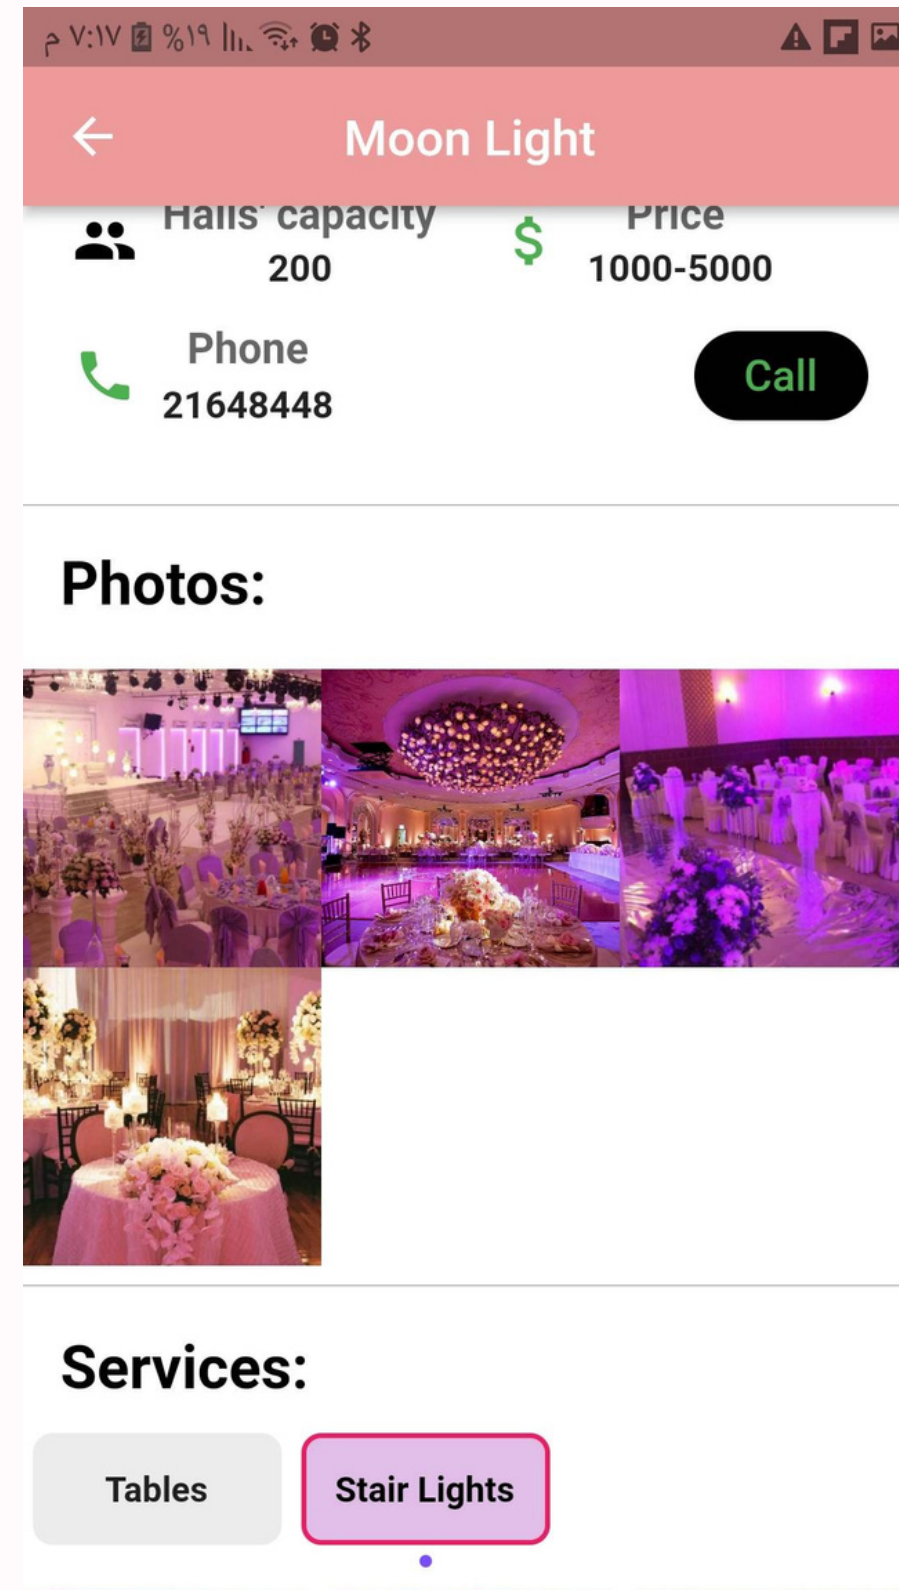 م ٧:١٧ %١٩
Moon Light
Halls' capacity
200
Price
1000-5000
Phone
21648448
Call
Photos:
Services:
Tables
Stair Lights